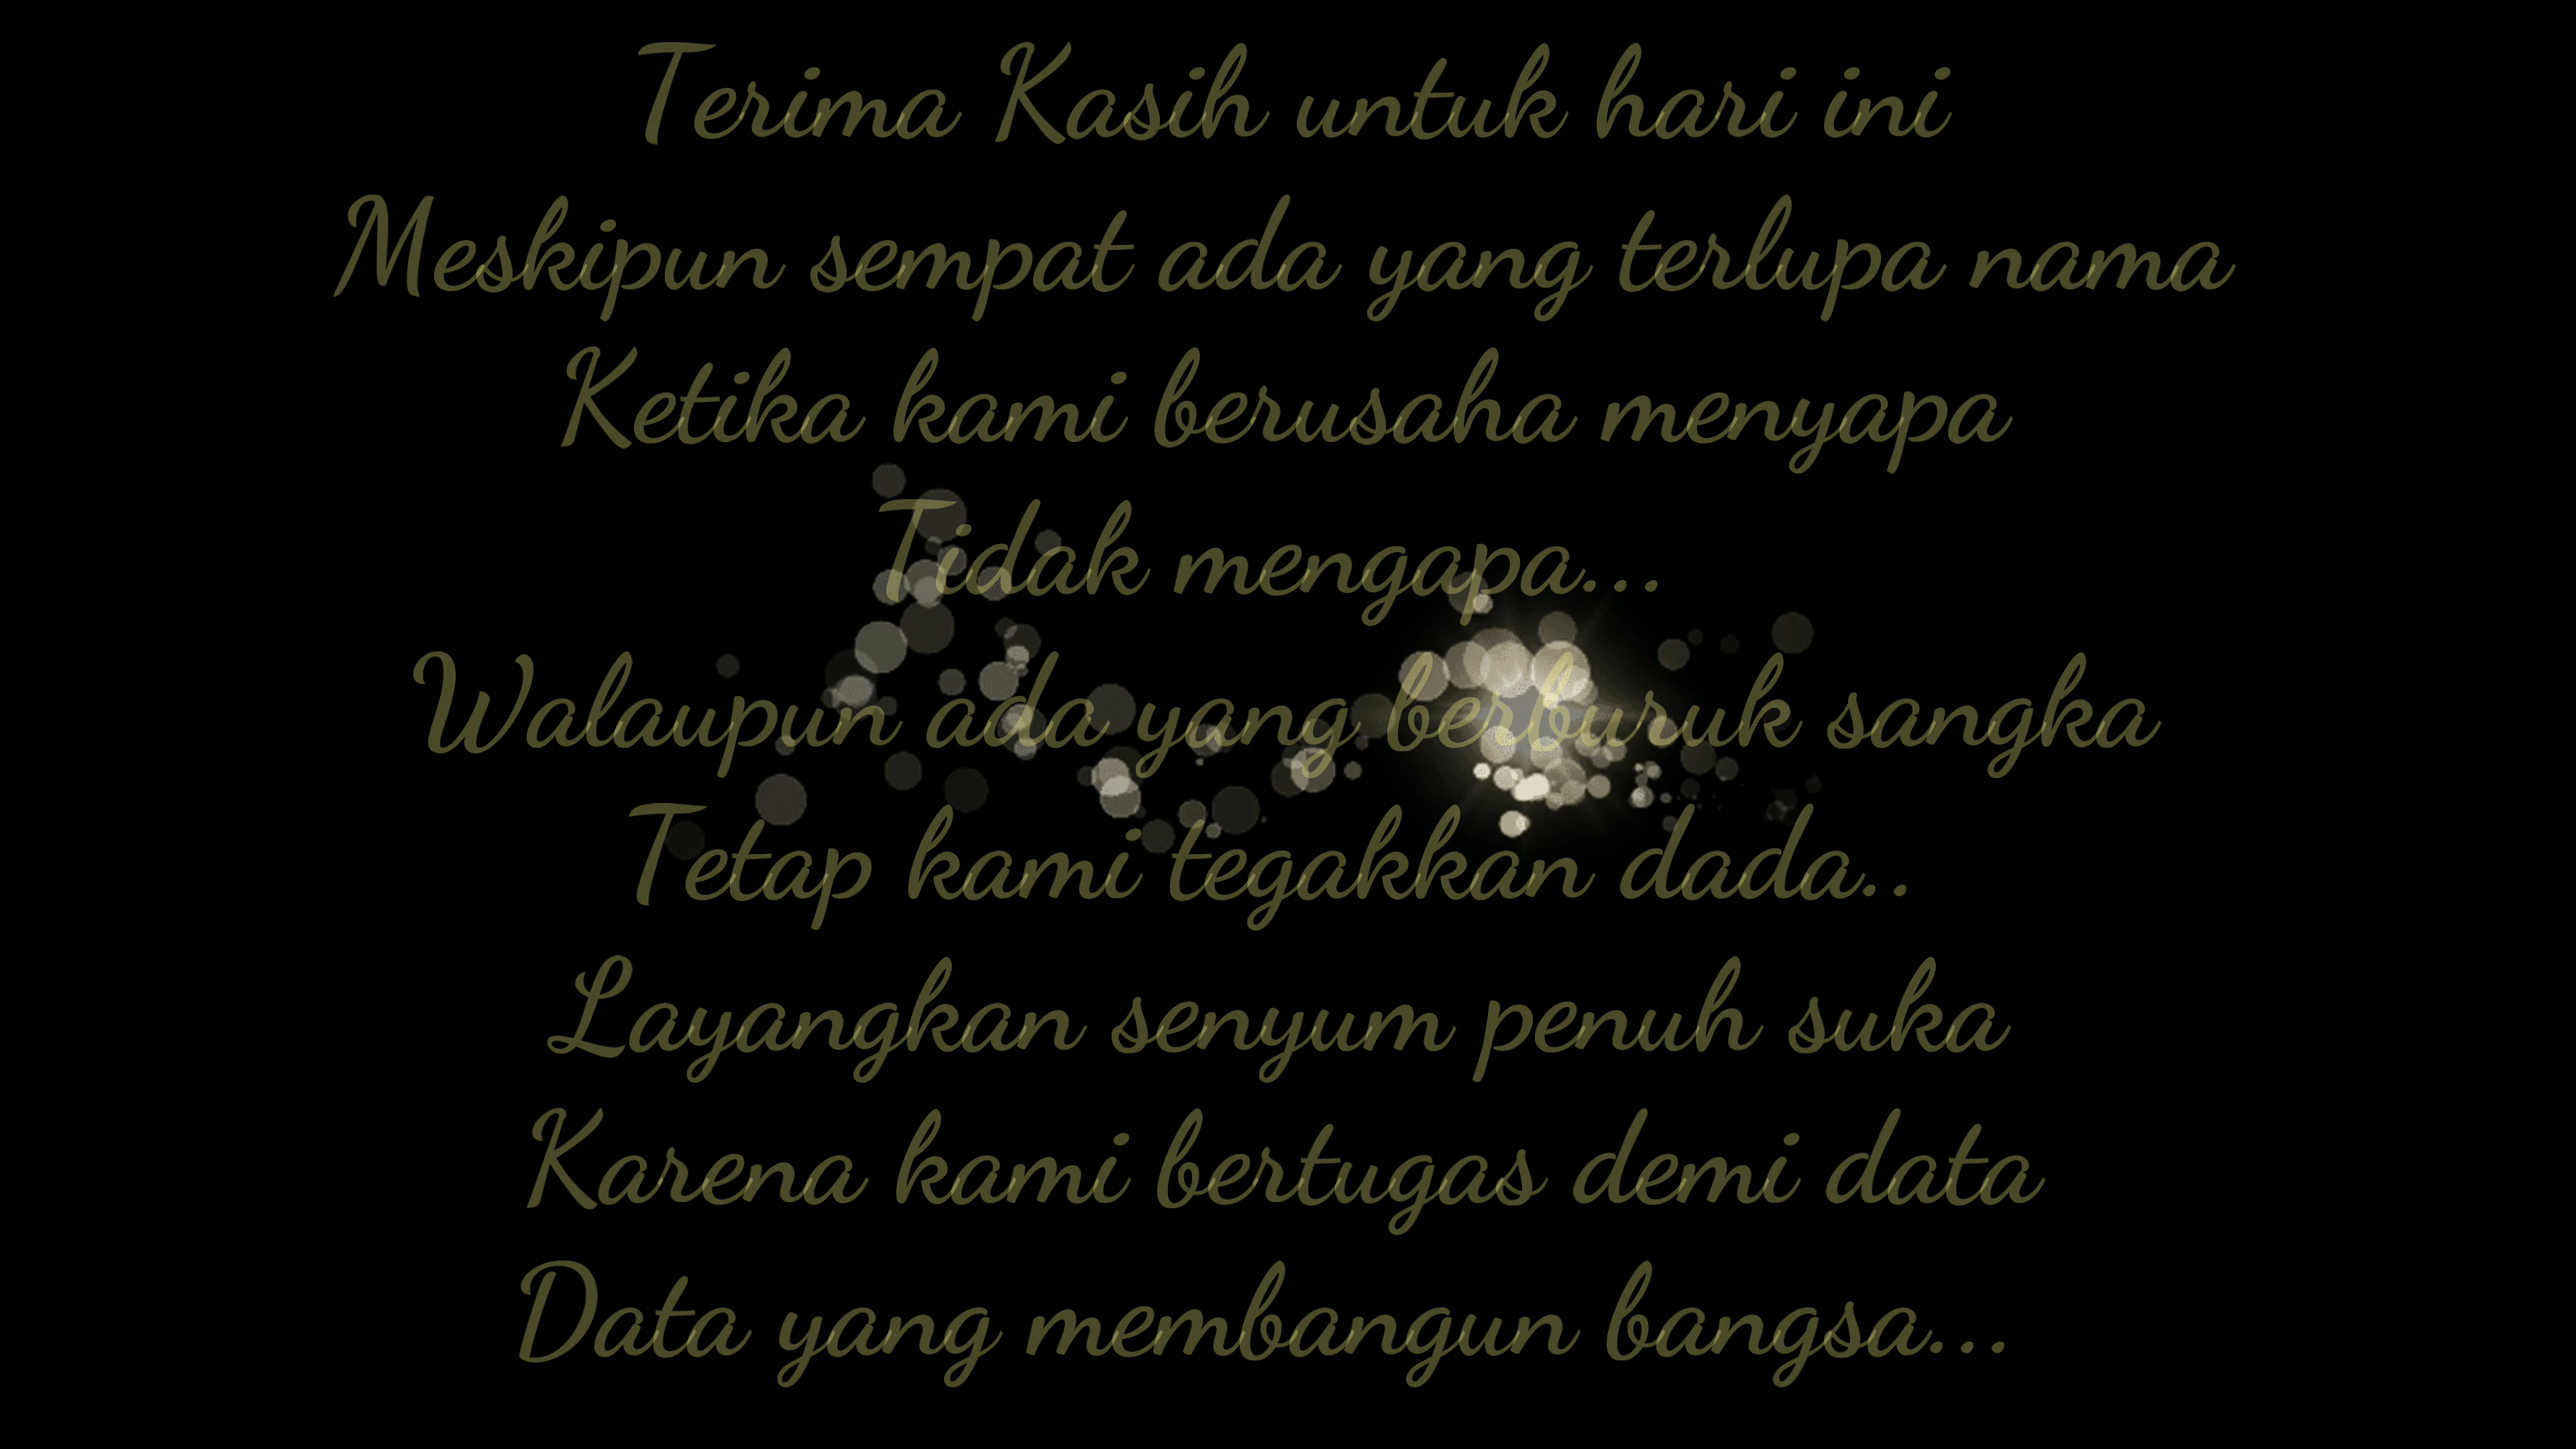 Terima Kasih untuk hari ini
Meskipun sempat ada yang terlupa nama
Ketika kami berusaha menyapa
Tidak mengapa...
Walaupun ada yang berburuk sangka
Tetap kami tegakkan dada..
Layangkan senyum penuh suka
Karena kami bertugas demi data
Data yang membangun bangsa...